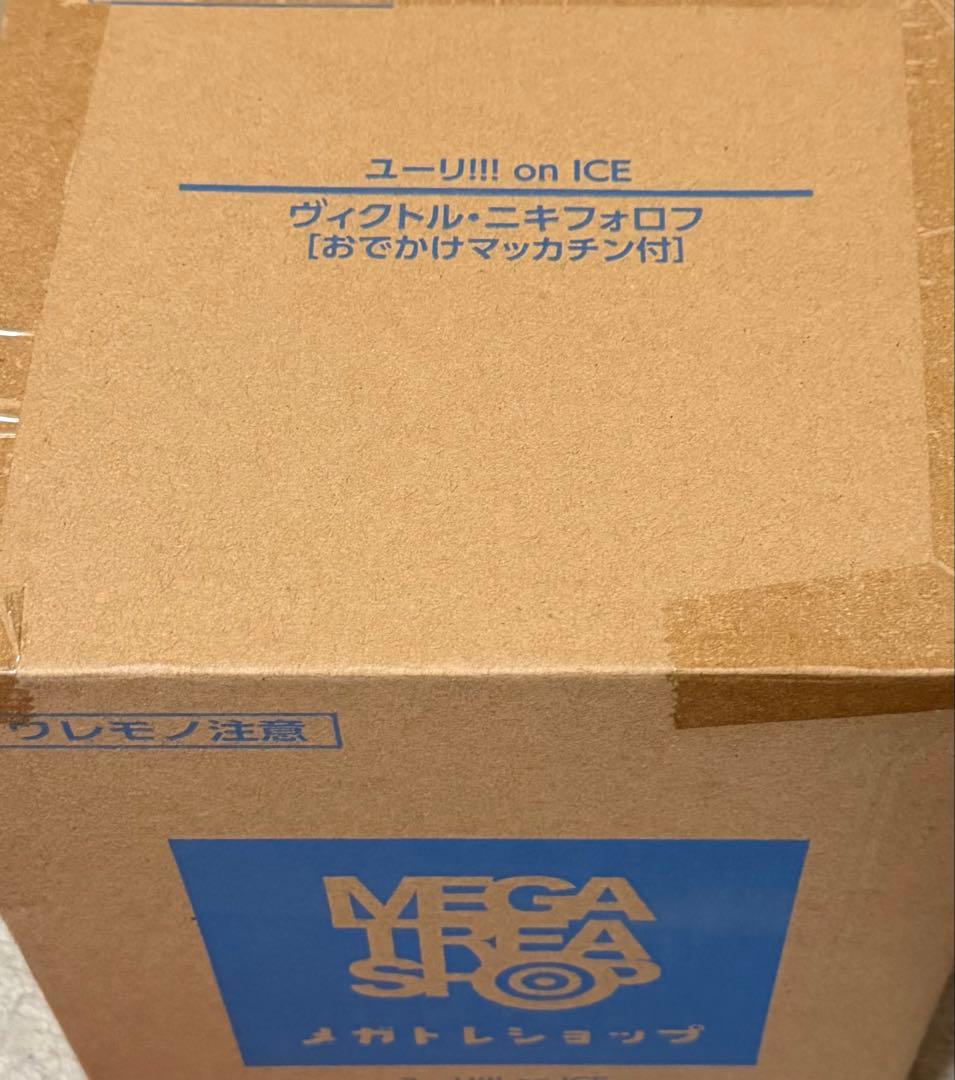 ユーリ!!! on ICE
ヴィクトル・ニキフォロフ
[おでかけマッカチン付]
ワレモノ注意
MEGA
TREA
SHOP
メガトレショップ